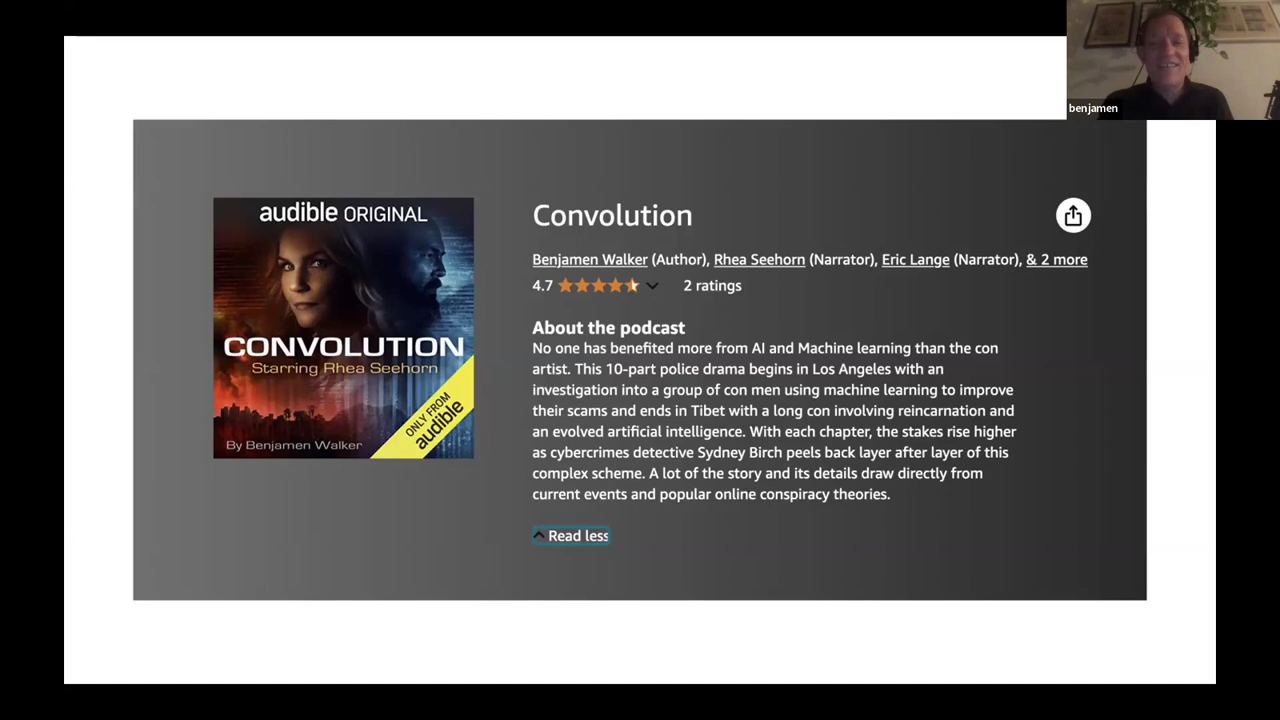 benjamen
audible ORIGINAL
CONVOLUTION
Starring Rhea Seehorn
ONLY FROM
audible
By Benjamen Walker
Convolution
Benjamen Walker (Author), Rhea Seehorn (Narrator), Eric Lange (Narrator), & 2 more
4.7 2 ratings
About the podcast
No one has benefited more from AI and Machine learning than the con
artist. This 10-part police drama begins in Los Angeles with an
investigation into a group of con men using machine learning to improve
their scams and ends in Tibet with a long con involving reincarnation and
an evolved artificial intelligence. With each chapter, the stakes rise higher
as cybercrimes detective Sydney Birch peels back layer after layer of this
complex scheme. A lot of the story and its details draw directly from
current events and popular online conspiracy theories.
Read less